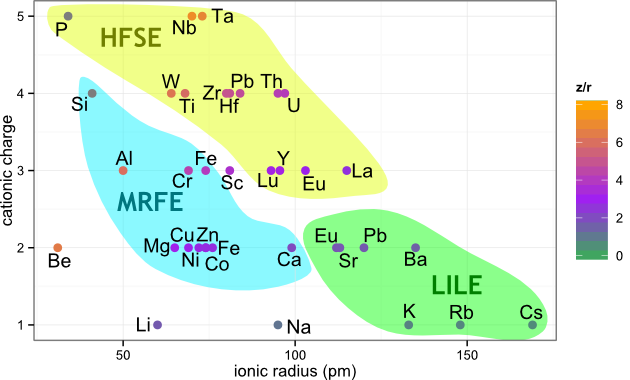 5
P
HFSE
Nb
Ta
z/r
cationic charge
4
Si
W
Ti
Zr
Hf
Pb
Th
U
8
6
4
2
0
3
Al
MRFE
Cr
Fe
Sc
Lu
Y
Eu
La
2
Be
Mg
Cu
Ni
Zn
Co
Fe
Ca
Eu
Sr
Pb
Ba
LILE
1
Li
Na
K
Rb
Cs
50
100
150
ionic radius (pm)